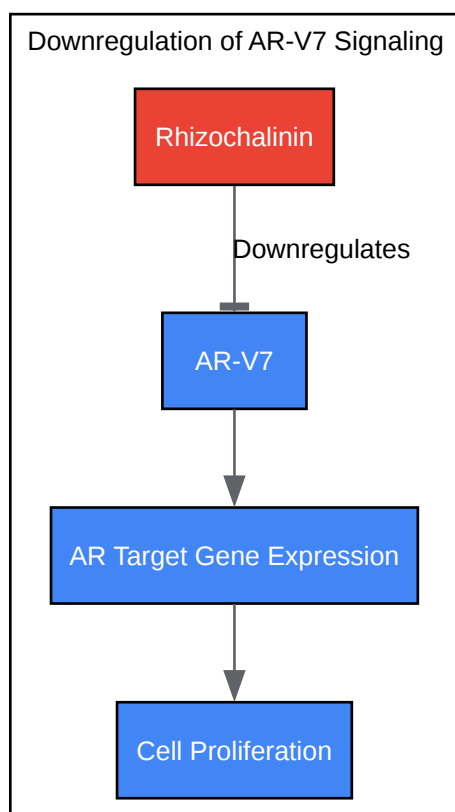 Downregulation of AR-V7 Signaling
Rhizochalinin
Downregulates
AR-V7
AR Target Gene Expression
Cell Proliferation